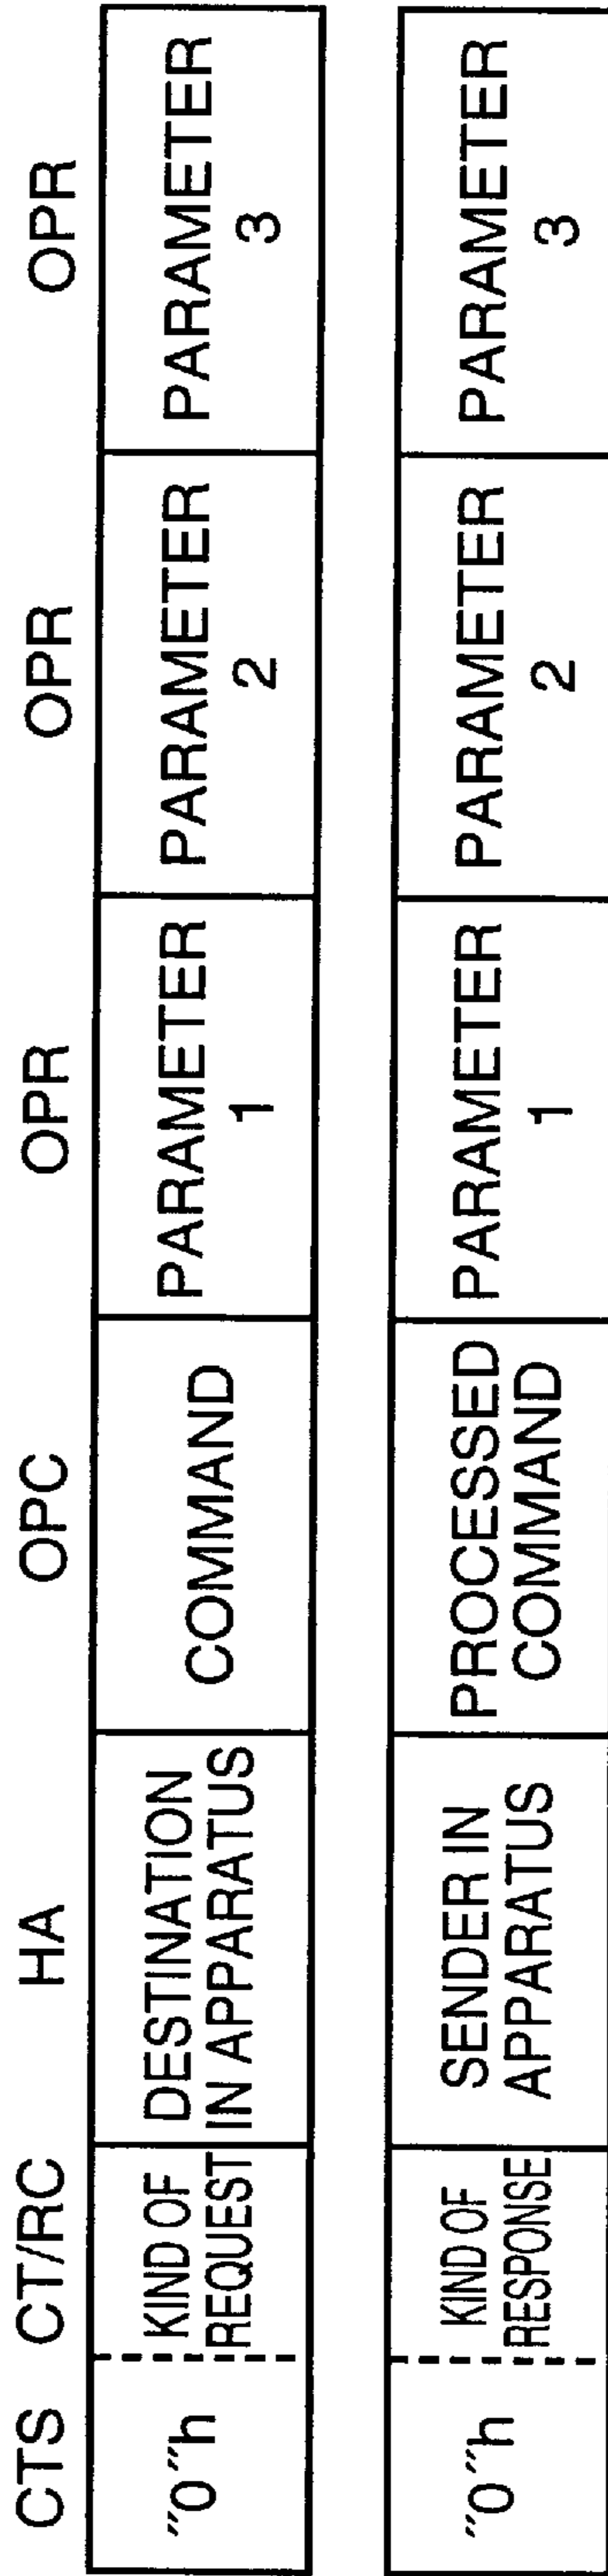 CTS CT/RC HA OPC OPR OPR OPR
"0"h
KIND OF
REQUEST
DESTINATION
IN APPARATUS
COMMAND
PARAMETER
1
PARAMETER
2
PARAMETER
3
"0"h
KIND OF
RESPONSE
SENDER IN
APPARATUS
PROCESSED
COMMAND
PARAMETER
1
PARAMETER
2
PARAMETER
3